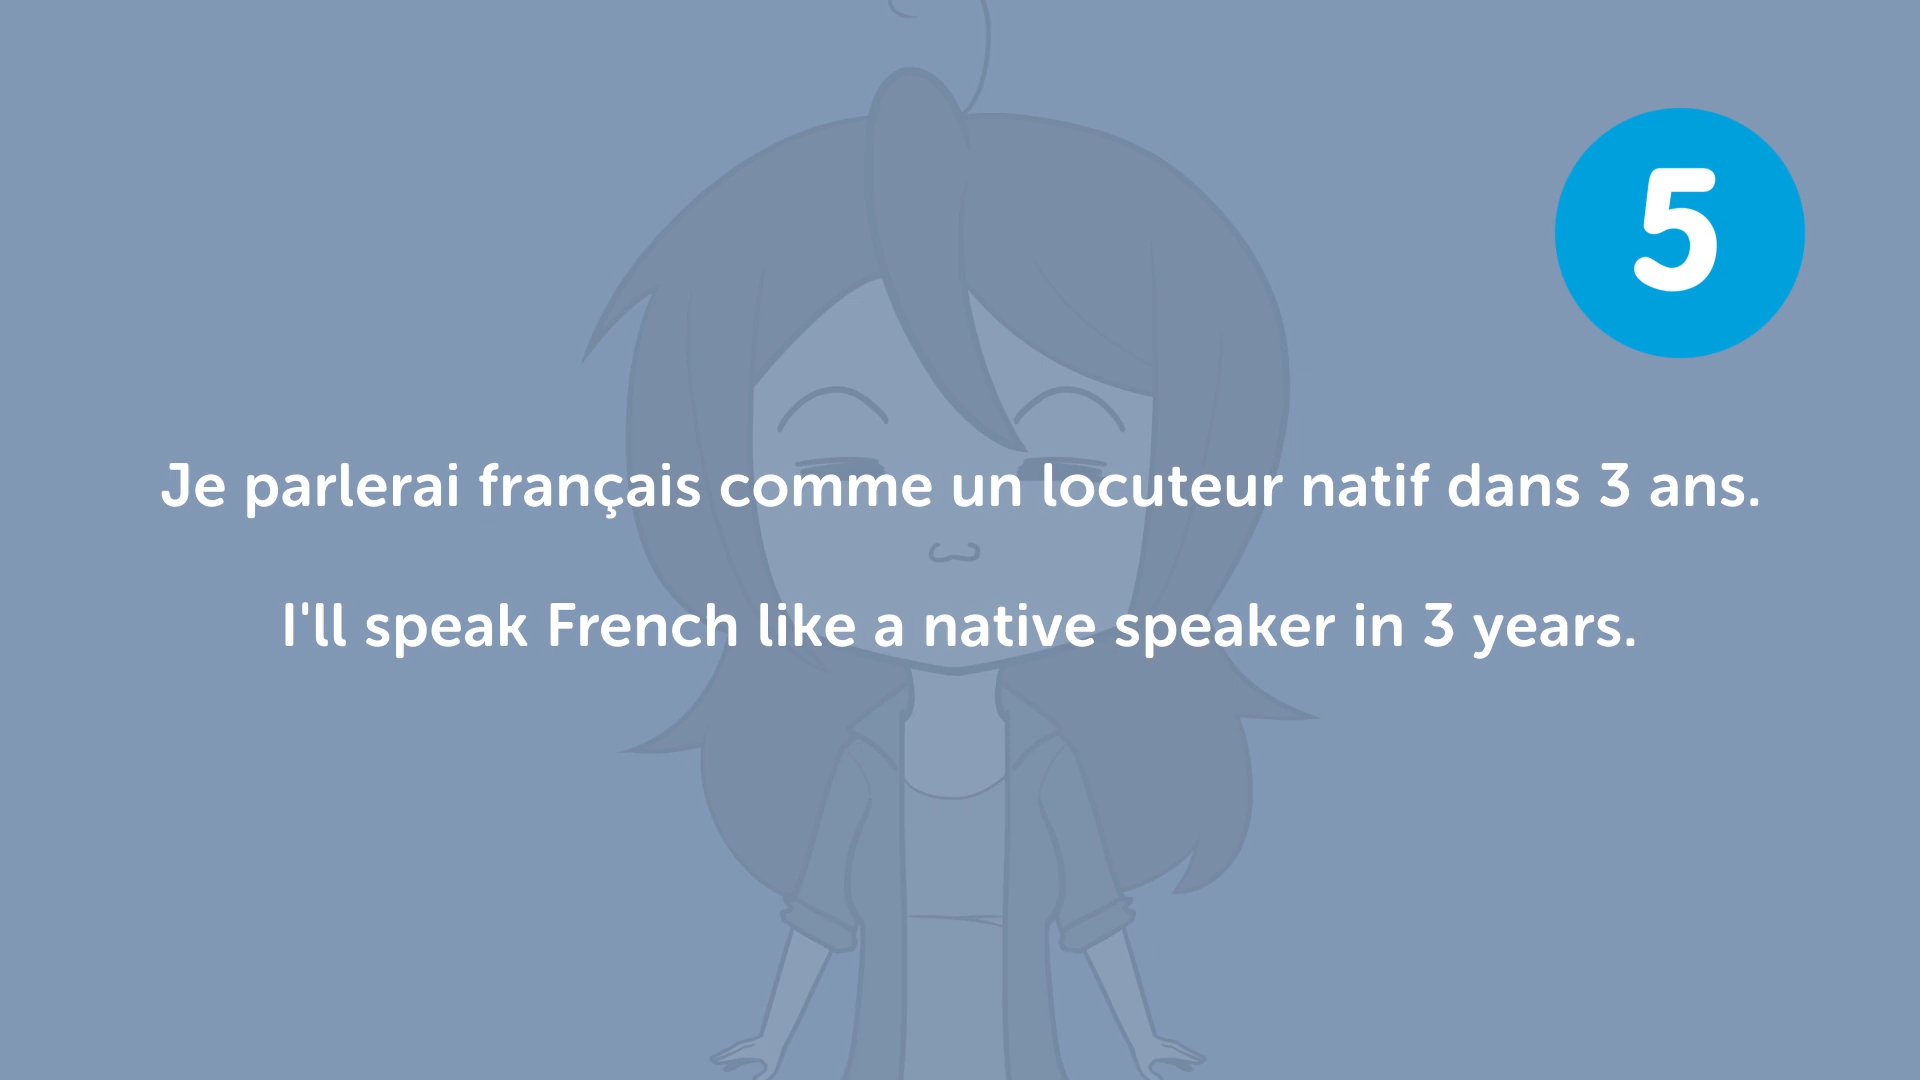 5
Je parlerai français comme un locuteur natif dans 3 ans.
I'll speak French like a native speaker in 3 years.